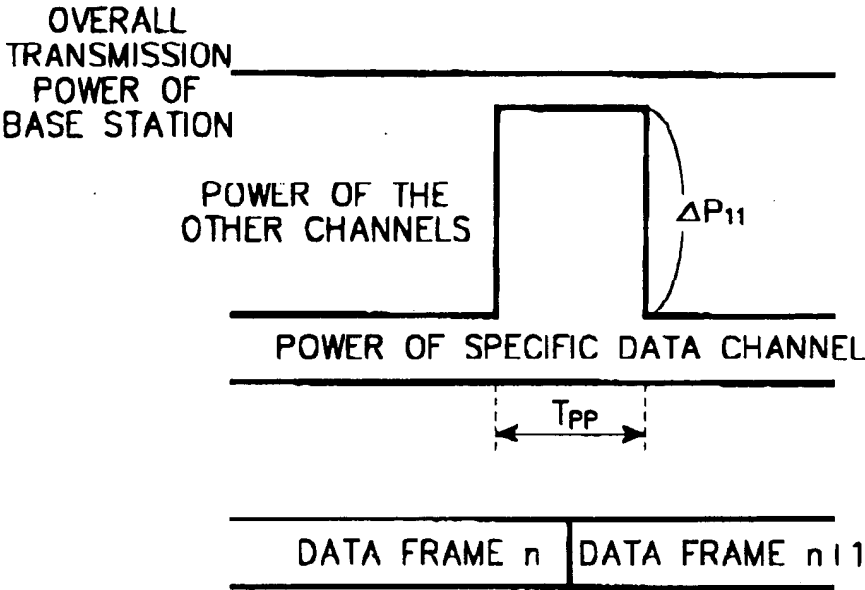 OVERALL
TRANSMISSION
POWER OF
BASE STATION
POWER OF THE
OTHER CHANNELS
ΔP11
POWER OF SPECIFIC DATA CHANNEL
TPP
DATA FRAME n
DATA FRAME n+1